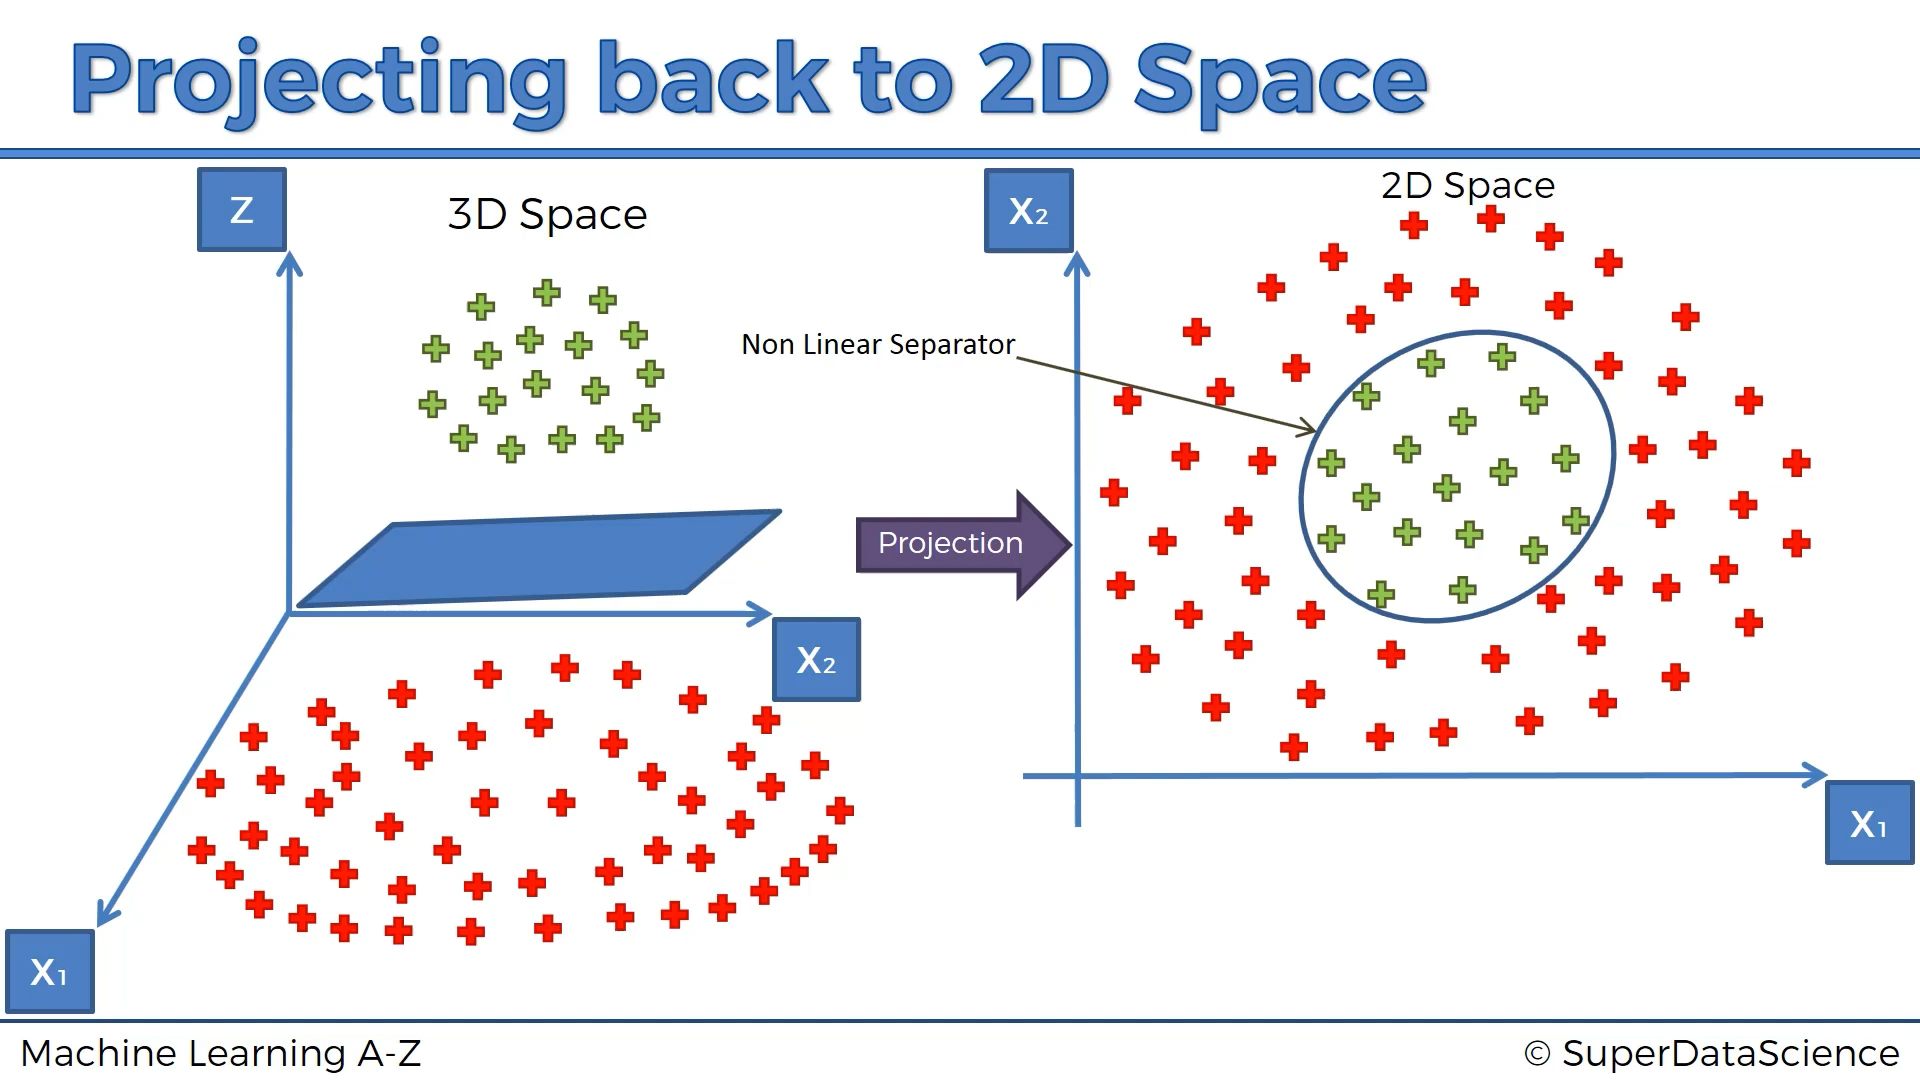 Projecting back to 2D Space
Z
3D Space
X₂
2D Space
Non Linear Separator
Projection
X₂
X₁
X₁
Machine Learning A-Z
© SuperDataScience